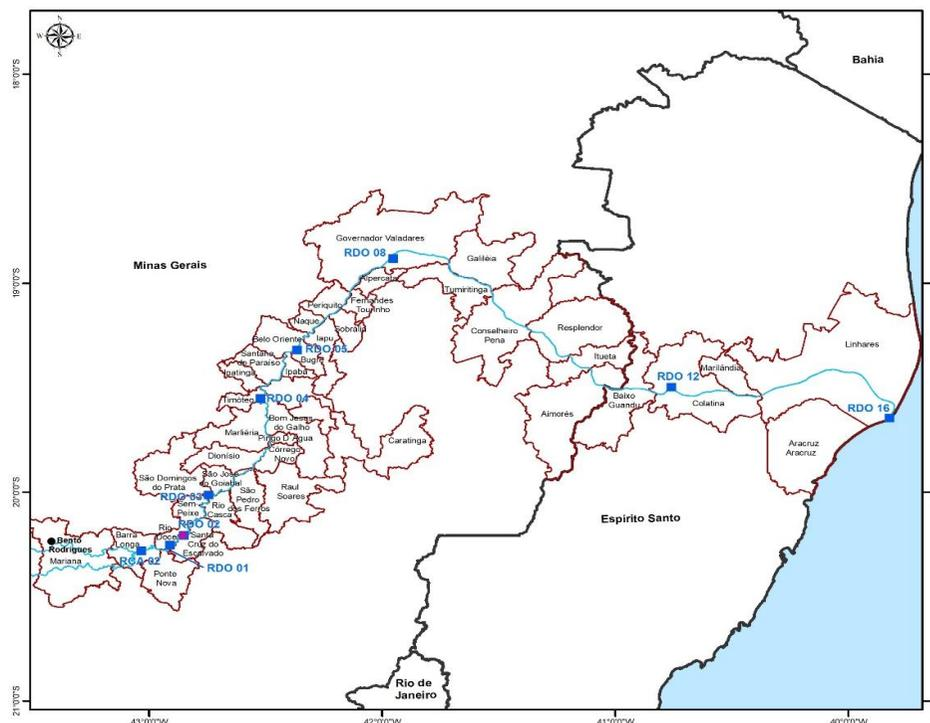 N
W E
S
Bahia
18°0'0"S
Governador Valadares
RDO 08
Galiléia
Minas Gerais
Alpercata
19°0'0"S
Tumiritinga
Periquito
Fernandes
Tourinho
Naque
Sobrália
Conselheiro
Pena
Resplendor
Belo Oriente
Iapu
RDO 05
Linhares
Santana
do Paraíso
Bugre
Itueta
Ipatinga
Ipaba
Marilândia
RDO 12
Timóteo
RDO 04
Baixo
Guandu
Colatina
RDO 16
Aimorés
Bom Jesus
do Galho
Marliéria
Pingo D'Água
Caratinga
Córrego
Novo
Aracruz
Aracruz
Dionísio
São Domingos
do Prata
São José
do Goiabal
Raul
Soares
São
Pedro
dos Ferros
20°0'0"S
RDO 03
Sem
Peixe
Rio
Casca
RDO 02
Espírito Santo
Rio
Doce
Santa
Cruz do
Escalvado
Barra
Longa
Bento
Rodrigues
Mariana
RCA 02
RDO 01
Ponte
Nova
Rio de
Janeiro
21°0'0"S
43°0'0"W
42°0'0"W
41°0'0"W
40°0'0"W